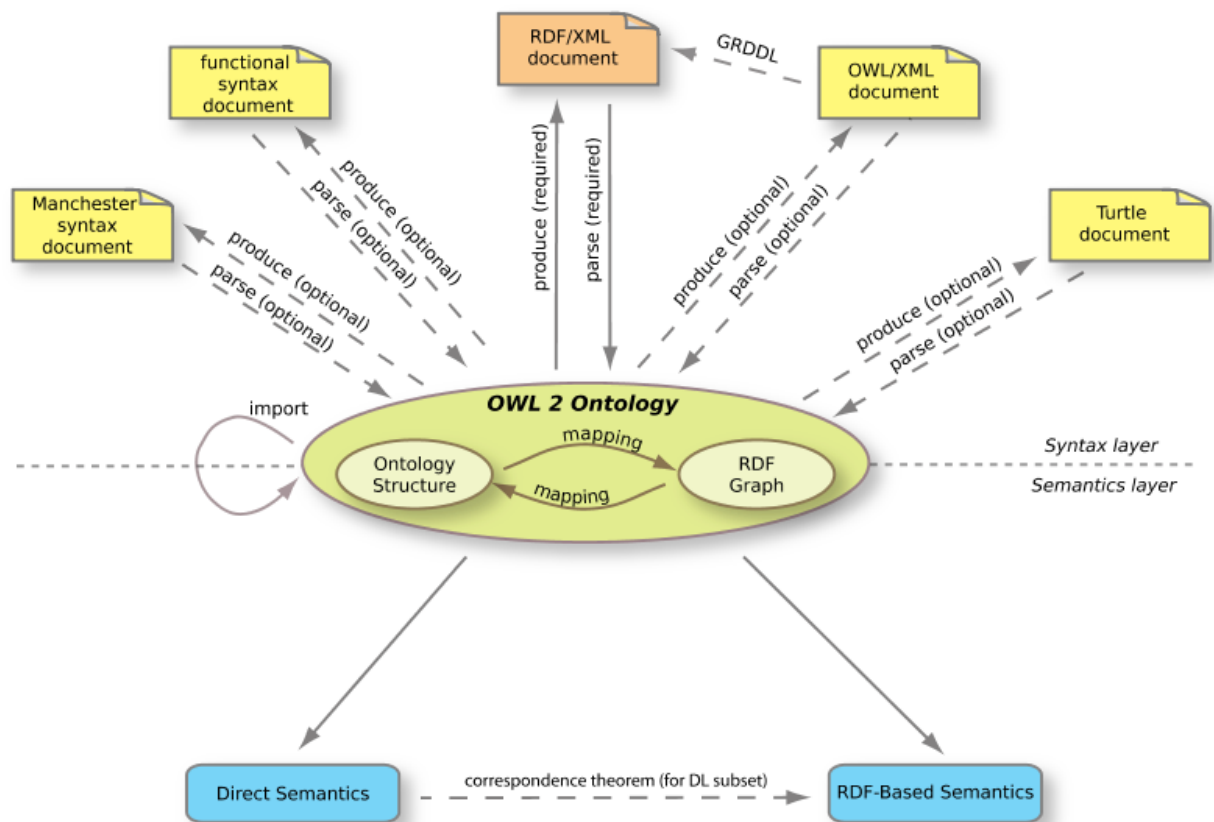 RDF/XML
document
GRDDL
functional
syntax
document
OWL/XML
document
Manchester
syntax
document
Turtle
document
produce (optional)
parse (optional)
produce (optional)
parse (optional)
produce (required)
parse (required)
produce (optional)
parse (optional)
produce (optional)
parse (optional)
import
OWL 2 Ontology
mapping
Ontology
Structure
RDF
Graph
mapping
Syntax layer
Semantics layer
Direct Semantics
correspondence theorem (for DL subset)
RDF-Based Semantics